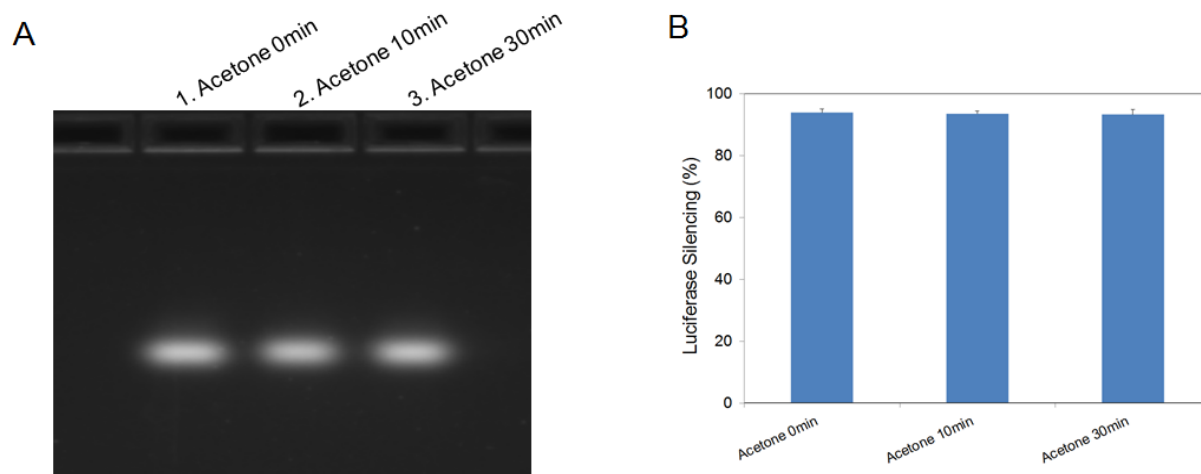 A
1. Acetone 0min
2. Acetone 10min
3. Acetone 30min
B
Luciferase Silencing (%)
100
80
60
40
20
0
Acetone 0min
Acetone 10min
Acetone 30min